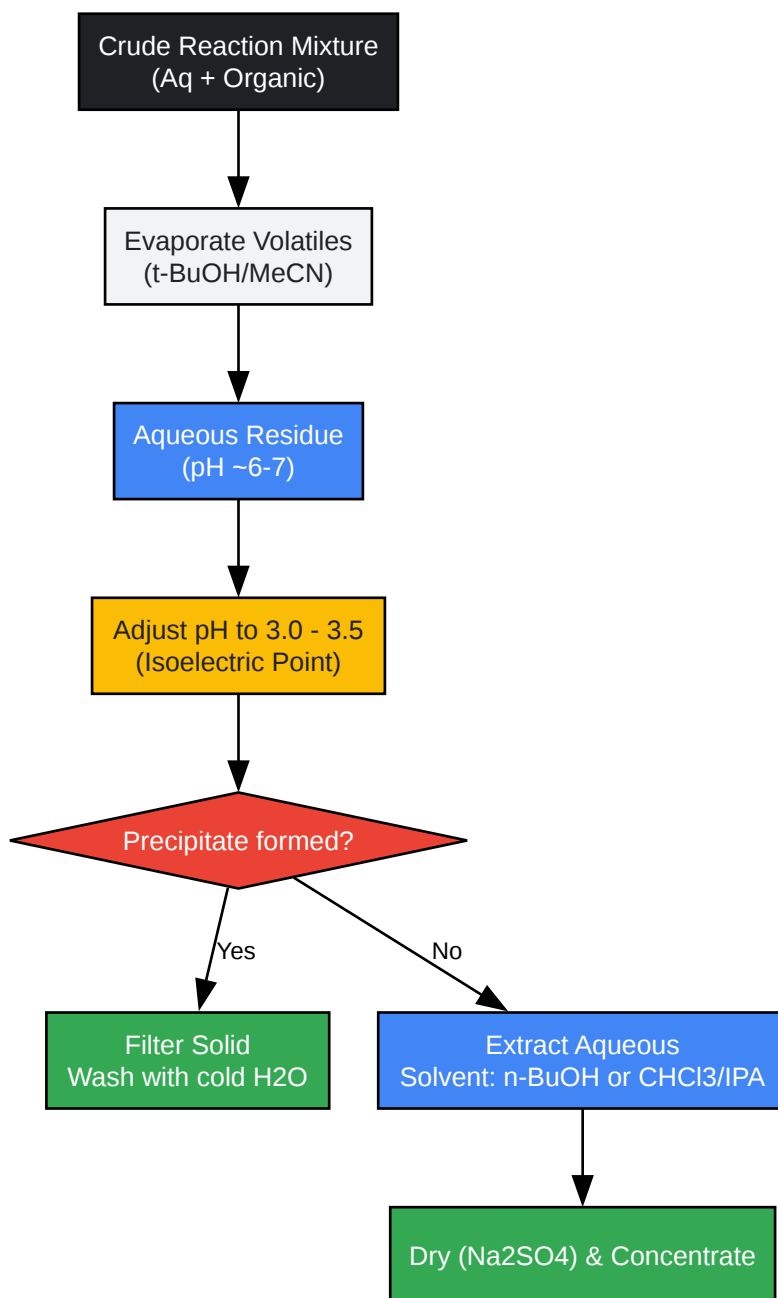 Crude Reaction Mixture
(Aq + Organic)
Evaporate Volatiles
(t-BuOH/MeCN)
Aqueous Residue
(pH ~6-7)
Adjust pH to 3.0 - 3.5
(Isoelectric Point)
Precipitate formed?
Yes
No
Filter Solid
Wash with cold H2O
Extract Aqueous
Solvent: n-BuOH or CHCl3/IPA
Dry (Na2SO4) & Concentrate